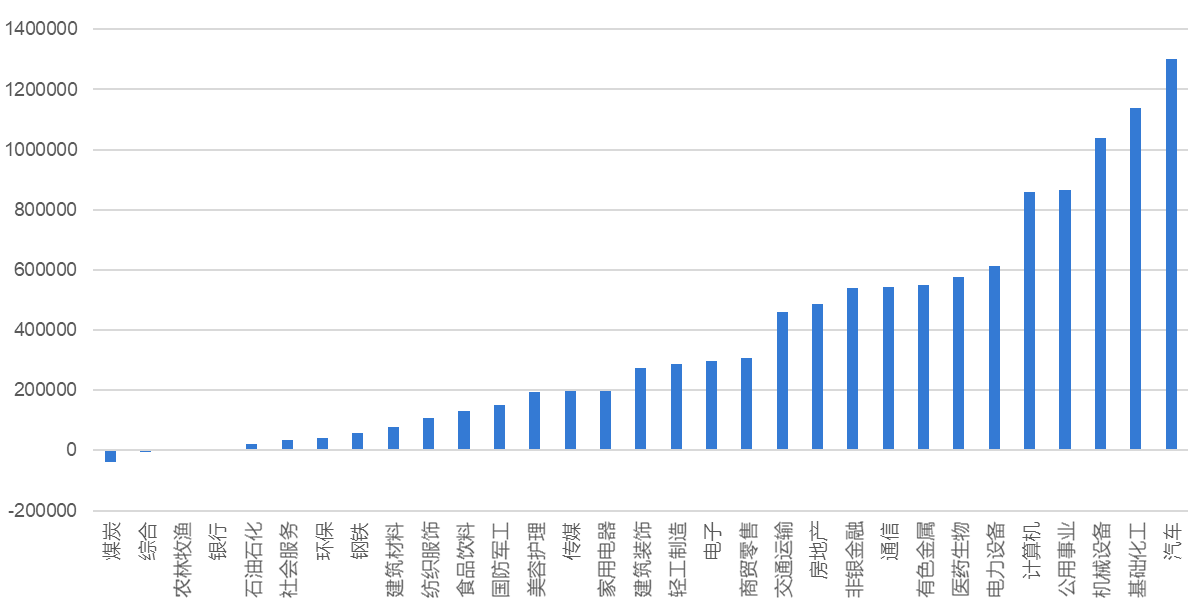 1400000
1200000
1000000
800000
600000
400000
200000
0
-200000
煤炭
综合
农林牧渔
银行
石油石化
社会服务
环保
钢铁
建筑材料
纺织服饰
食品饮料
国防军工
美容护理
传媒
家用电器
建筑装饰
轻工制造
电子
商贸零售
交通运输
房地产
非银金融
通信
有色金属
医药生物
电力设备
计算机
公用事业
机械设备
基础化工
汽车